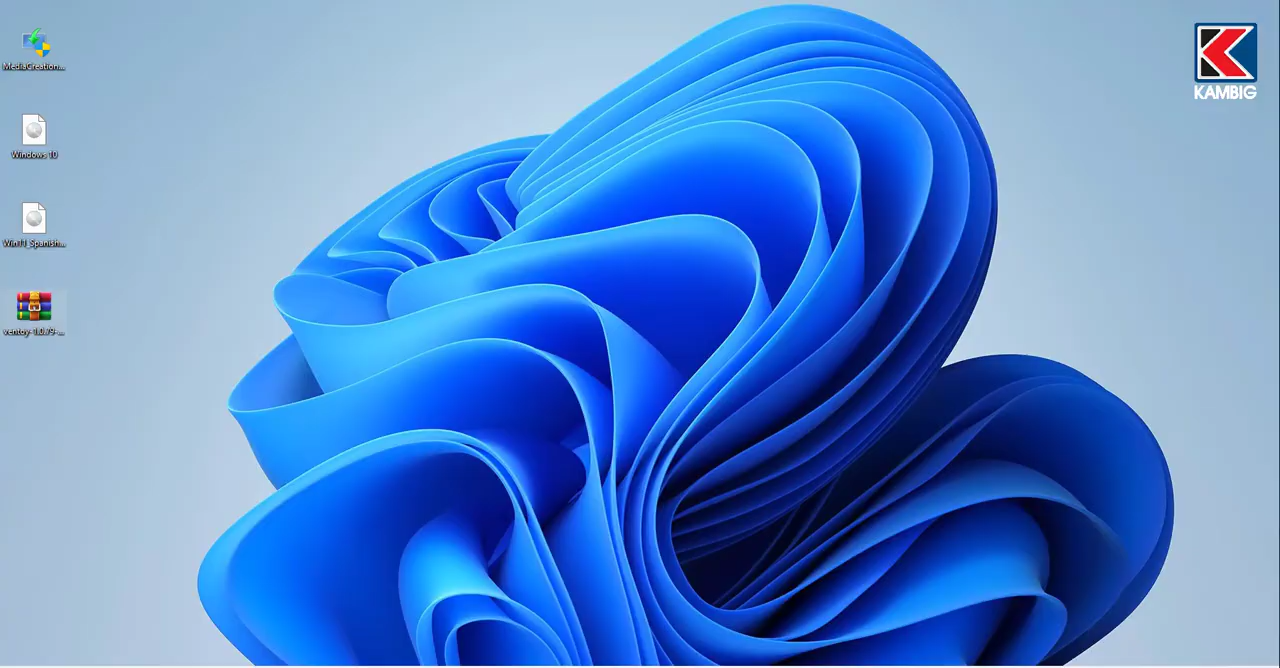 MediaCreation...
Windows 10
Win11_Spanish...
ventoy-1.0.79-...
KAMBIG